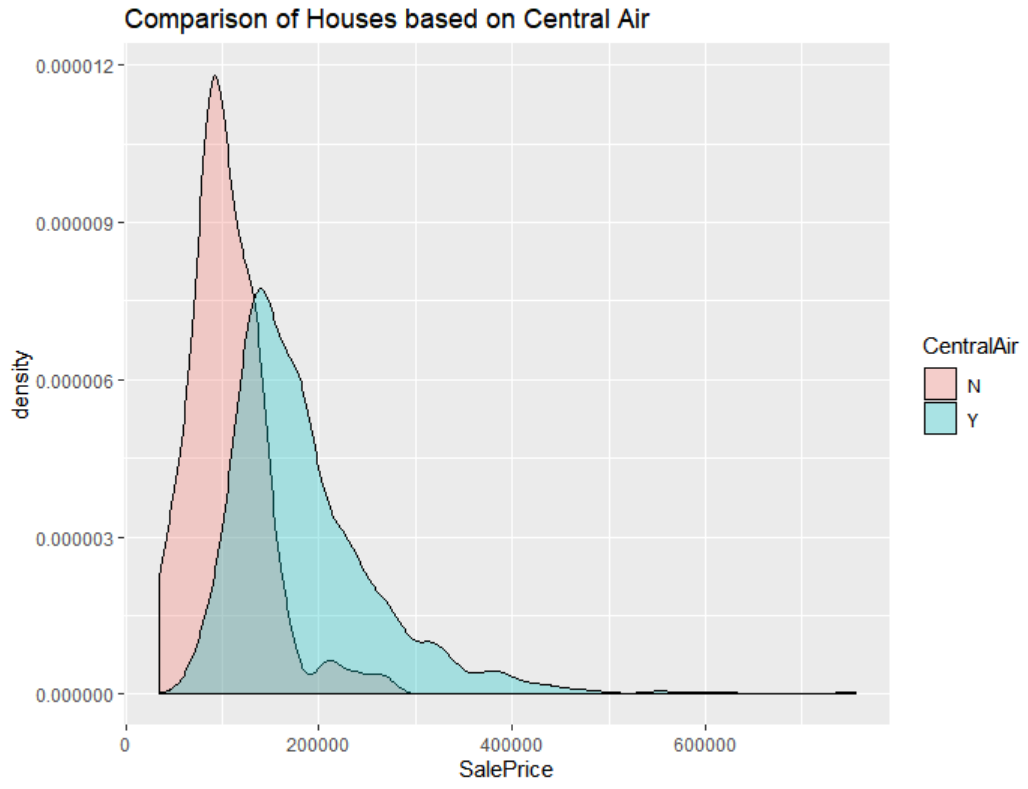 Comparison of Houses based on Central Air
0.000012
0.000009
0.000006
0.000003
0.000000
density
0
200000
400000
600000
SalePrice
CentralAir
N
Y